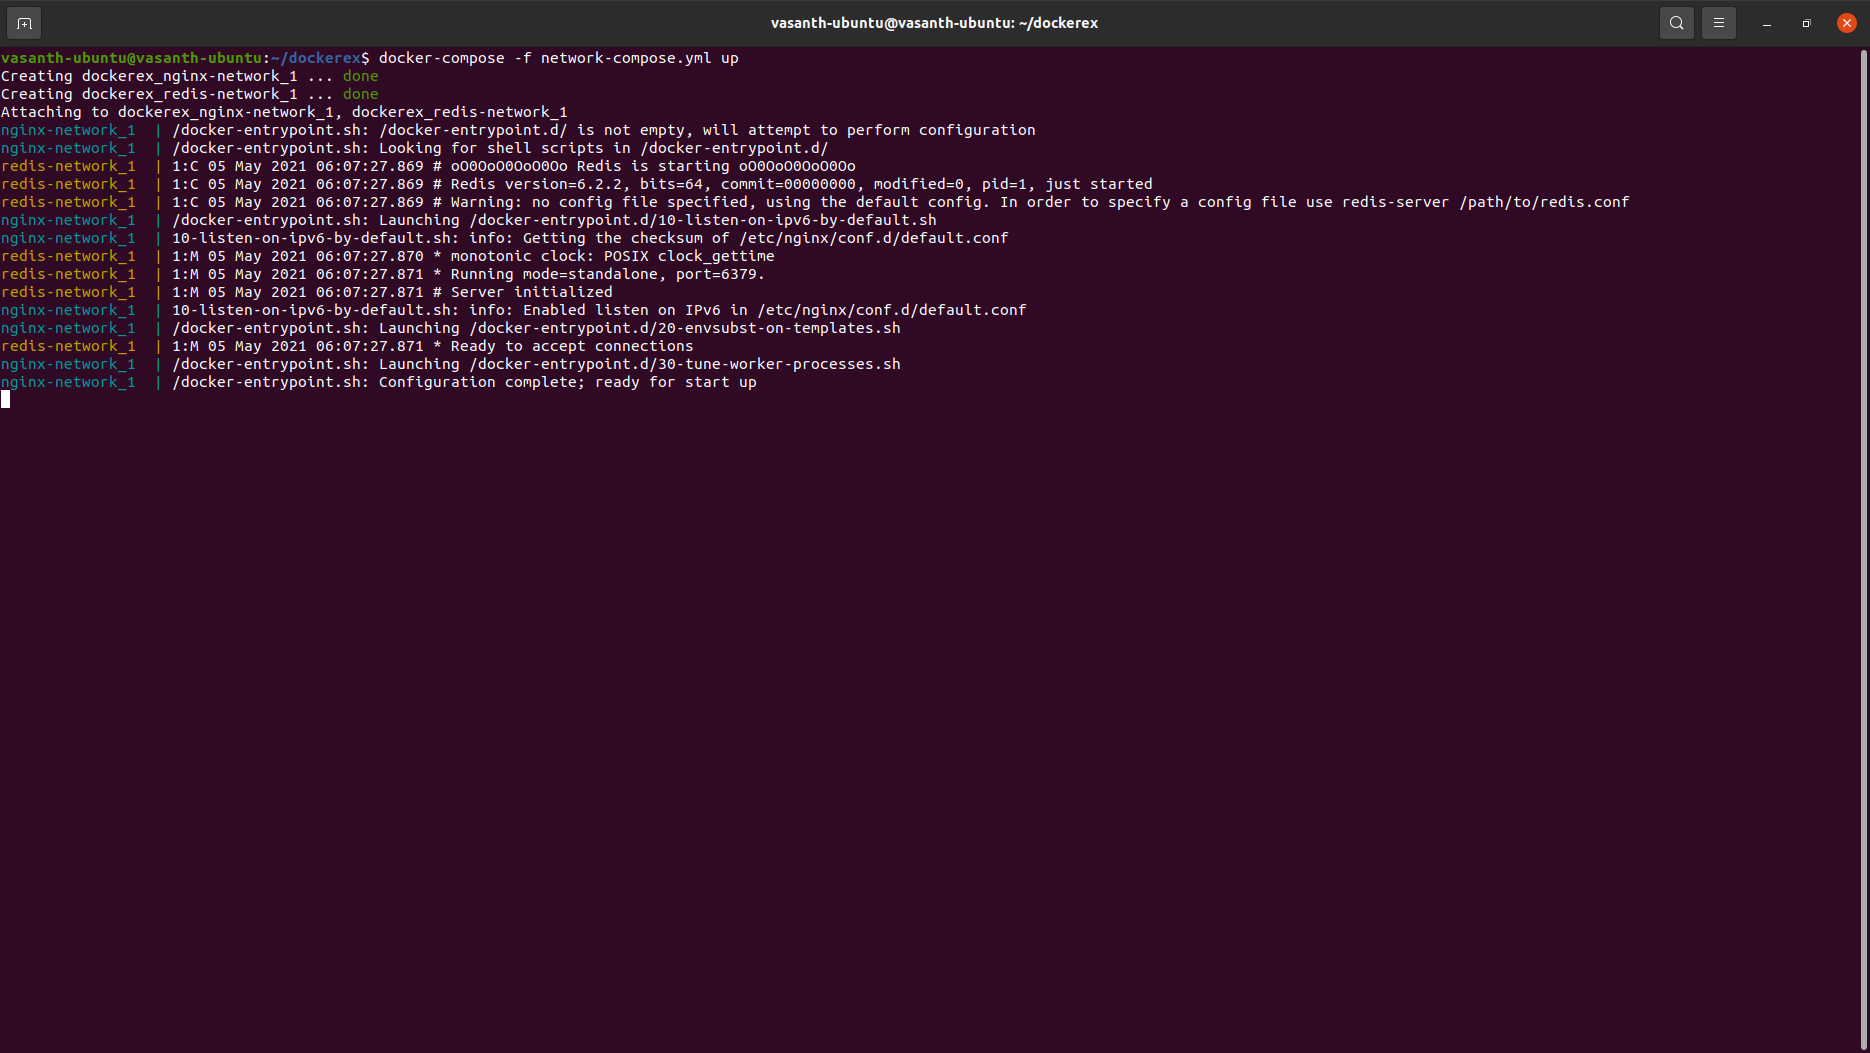 vasanth-ubuntu@vasanth-ubuntu: ~/dockerex
vasanth-ubuntu@vasanth-ubuntu:~/dockerex$ docker-compose -f network-compose.yml up
Creating dockerex_nginx-network_1 ... done
Creating dockerex_redis-network_1 ... done
Attaching to dockerex_nginx-network_1, dockerex_redis-network_1
nginx-network_1  | /docker-entrypoint.sh: /docker-entrypoint.d/ is not empty, will attempt to perform configuration
nginx-network_1  | /docker-entrypoint.sh: Looking for shell scripts in /docker-entrypoint.d/
redis-network_1  | 1:C 05 May 2021 06:07:27.869 # oO0OoO0OoO0Oo Redis is starting oO0OoO0OoO0Oo
redis-network_1  | 1:C 05 May 2021 06:07:27.869 # Redis version=6.2.2, bits=64, commit=00000000, modified=0, pid=1, just started
redis-network_1  | 1:C 05 May 2021 06:07:27.869 # Warning: no config file specified, using the default config. In order to specify a config file use redis-server /path/to/redis.conf
nginx-network_1  | /docker-entrypoint.sh: Launching /docker-entrypoint.d/10-listen-on-ipv6-by-default.sh
nginx-network_1  | 10-listen-on-ipv6-by-default.sh: info: Getting the checksum of /etc/nginx/conf.d/default.conf
redis-network_1  | 1:M 05 May 2021 06:07:27.870 * monotonic clock: POSIX clock_gettime
redis-network_1  | 1:M 05 May 2021 06:07:27.871 * Running mode=standalone, port=6379.
redis-network_1  | 1:M 05 May 2021 06:07:27.871 # Server initialized
nginx-network_1  | 10-listen-on-ipv6-by-default.sh: info: Enabled listen on IPv6 in /etc/nginx/conf.d/default.conf
nginx-network_1  | /docker-entrypoint.sh: Launching /docker-entrypoint.d/20-envsubst-on-templates.sh
redis-network_1  | 1:M 05 May 2021 06:07:27.871 * Ready to accept connections
nginx-network_1  | /docker-entrypoint.sh: Launching /docker-entrypoint.d/30-tune-worker-processes.sh
nginx-network_1  | /docker-entrypoint.sh: Configuration complete; ready for start up